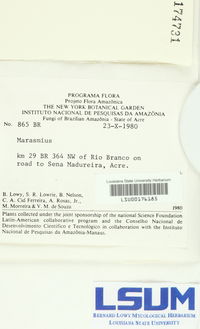 174731
PROGRAMA FLORA
Projeto Flora Amazônica
THE NEW YORK BOTANICAL GARDEN
INSTITUTO NACIONAL DE PESQUISAS DA AMAZÔNIA
Fungi of Brazilian Amazônia - State of Acre
No. 865 BR 23-X-1980
Marasmius
km 29 BR 364 NW of Rio Branco on
road to Sena Madureira, Acre.
Louisiana State University Herbarium
LSU00174185
B. Lowy, S. R. Lowrie, B. Nelson,
C. A. Cid Ferreira, A. Rosas, Jr.,
M. Morreira & V. M. de Souza 1980
Plants collected under the joint sponsorship of the national Science Foundation
Latin-American collaborative program and the Conselho Nacional de
Desenvolvimento Científico e Tecnológico in collaboration with the Instituto
Nacional de Pesquisas da Amazônia-Manaus.
LSUM
BERNARD LOWY MYCOLOGICAL HERBARIUM
LOUISIANA STATE UNIVERSITY